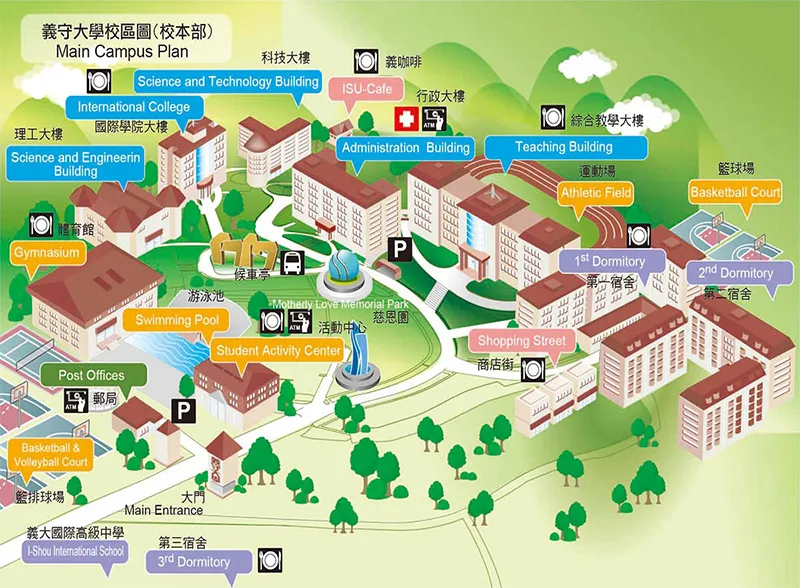 義守大學校區圖(校本部)
Main Campus Plan
科技大樓
Science and Technology Building
義咖啡
ISU-Cafe
International College
國際學院大樓
行政大樓
ATM
Administration Building
綜合教學大樓
Teaching Building
理工大樓
Science and Engineerin
Building
運動場
Athletic Field
籃球場
Basketball Court
體育館
Gymnasium
候車亭
P
1st Dormitory
第一宿舍
2nd Dormitory
第二宿舍
游泳池
Swimming Pool
Motherly Love Memorial Park
慈恩園
ATM
活動中心
Student Activity Center
Shopping Street
商店街
Post Offices
ATM
郵局
P
Basketball &
Volleyball Court
籃排球場
大門
Main Entrance
義大國際高級中學
I-Shou International School
第三宿舍
3rd Dormitory